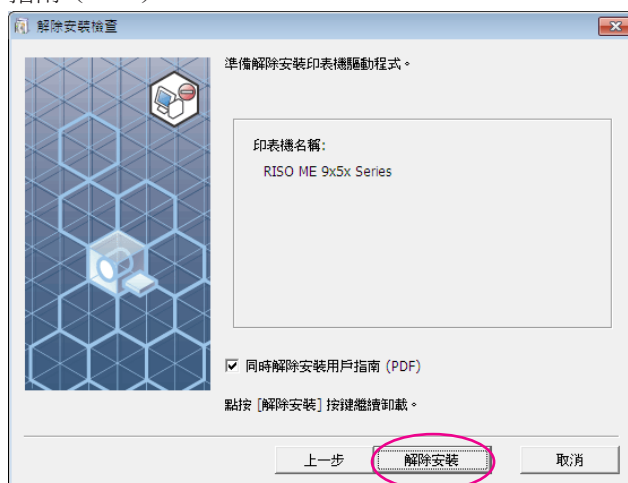 解除安裝檢查
準備解除安裝印表機驅動程式。
印表機名稱:
RISO ME 9x5x Series
同時解除安裝用戶指南 (PDF)
點按 [解除安裝] 按鍵繼續卸載。
上一步 解除安裝 取消